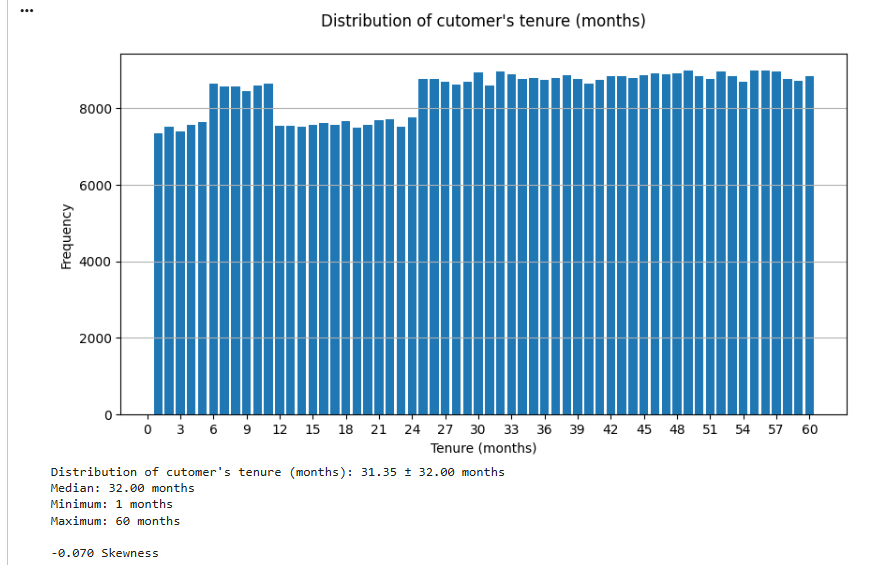 •••
Distribution of cutomer's tenure (months)
8000
6000
4000
2000
0
Frequency
0 3 6 9 12 15 18 21 24 27 30 33 36 39 42 45 48 51 54 57 60
Tenure (months)
Distribution of cutomer's tenure (months): 31.35 ± 32.00 months
Median: 32.00 months
Minimum: 1 months
Maximum: 60 months
-0.070 Skewness